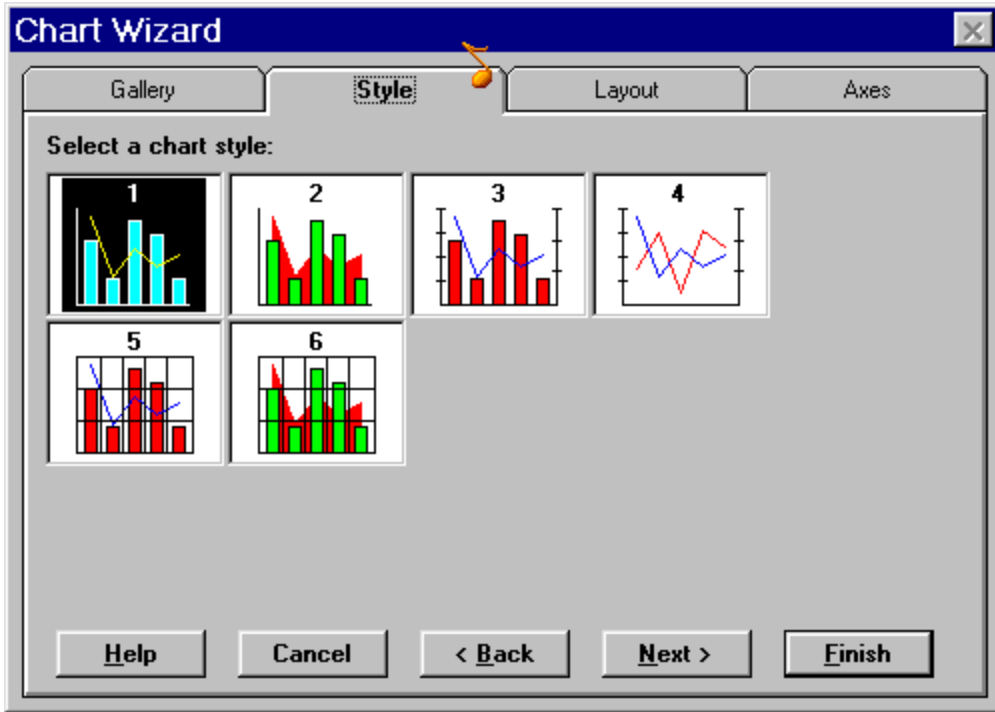 Chart Wizard
Gallery Style Layout Axes
Select a chart style:
1 2 3 4
5 6
Help Cancel < Back Next > Finish